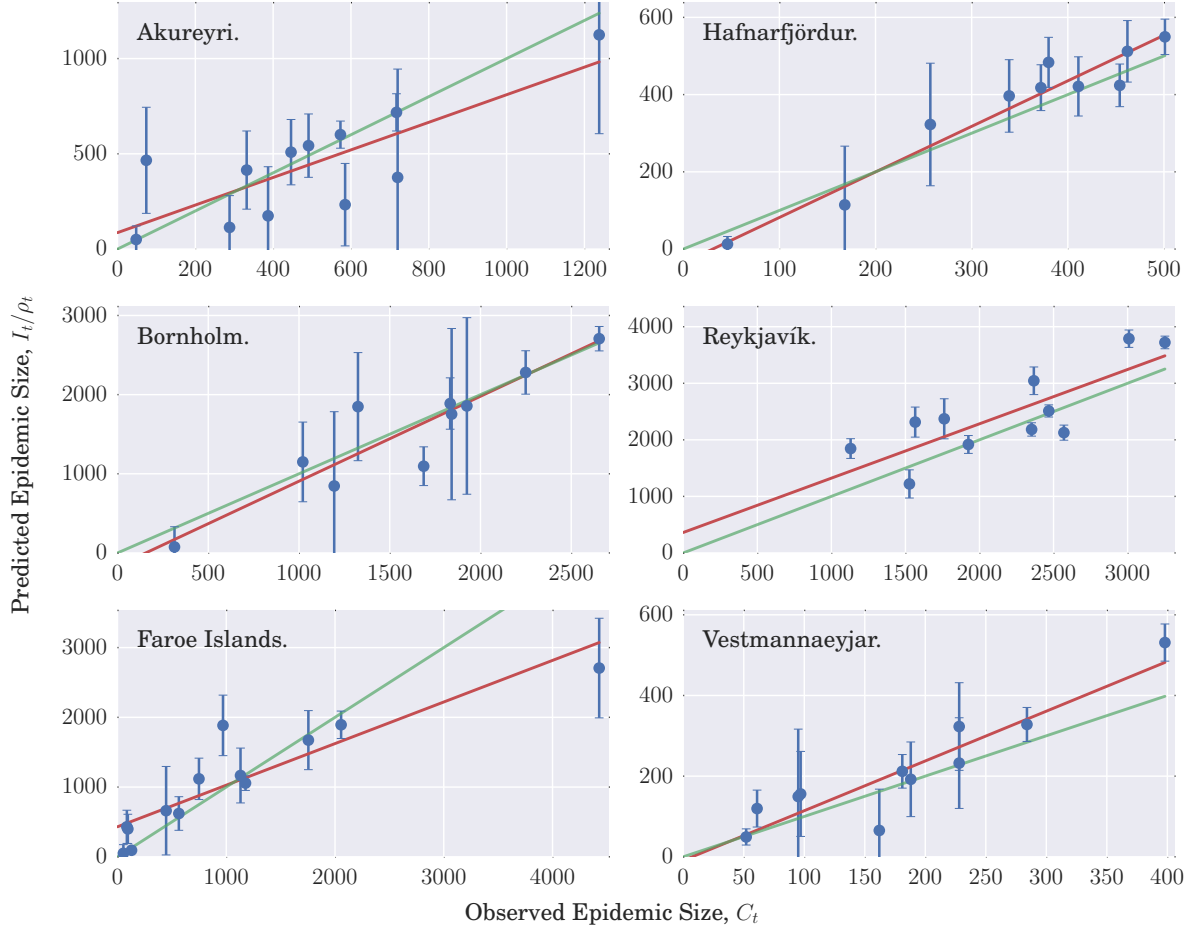 Akureyri.
1000
500
0
0 200 400 600 800 1000 1200
Hafnarfjördur.
600
400
200
0
0 100 200 300 400 500
Predicted Epidemic Size, I_t/ρ_t
Bornholm.
3000
2000
1000
0
0 500 1000 1500 2000 2500
Reykjavík.
4000
3000
2000
1000
0
0 500 1000 1500 2000 2500 3000
Faroe Islands.
3000
2000
1000
0
0 1000 2000 3000 4000
Vestmannaeyjar.
600
400
200
0
0 50 100 150 200 250 300 350 400
Observed Epidemic Size, C_t